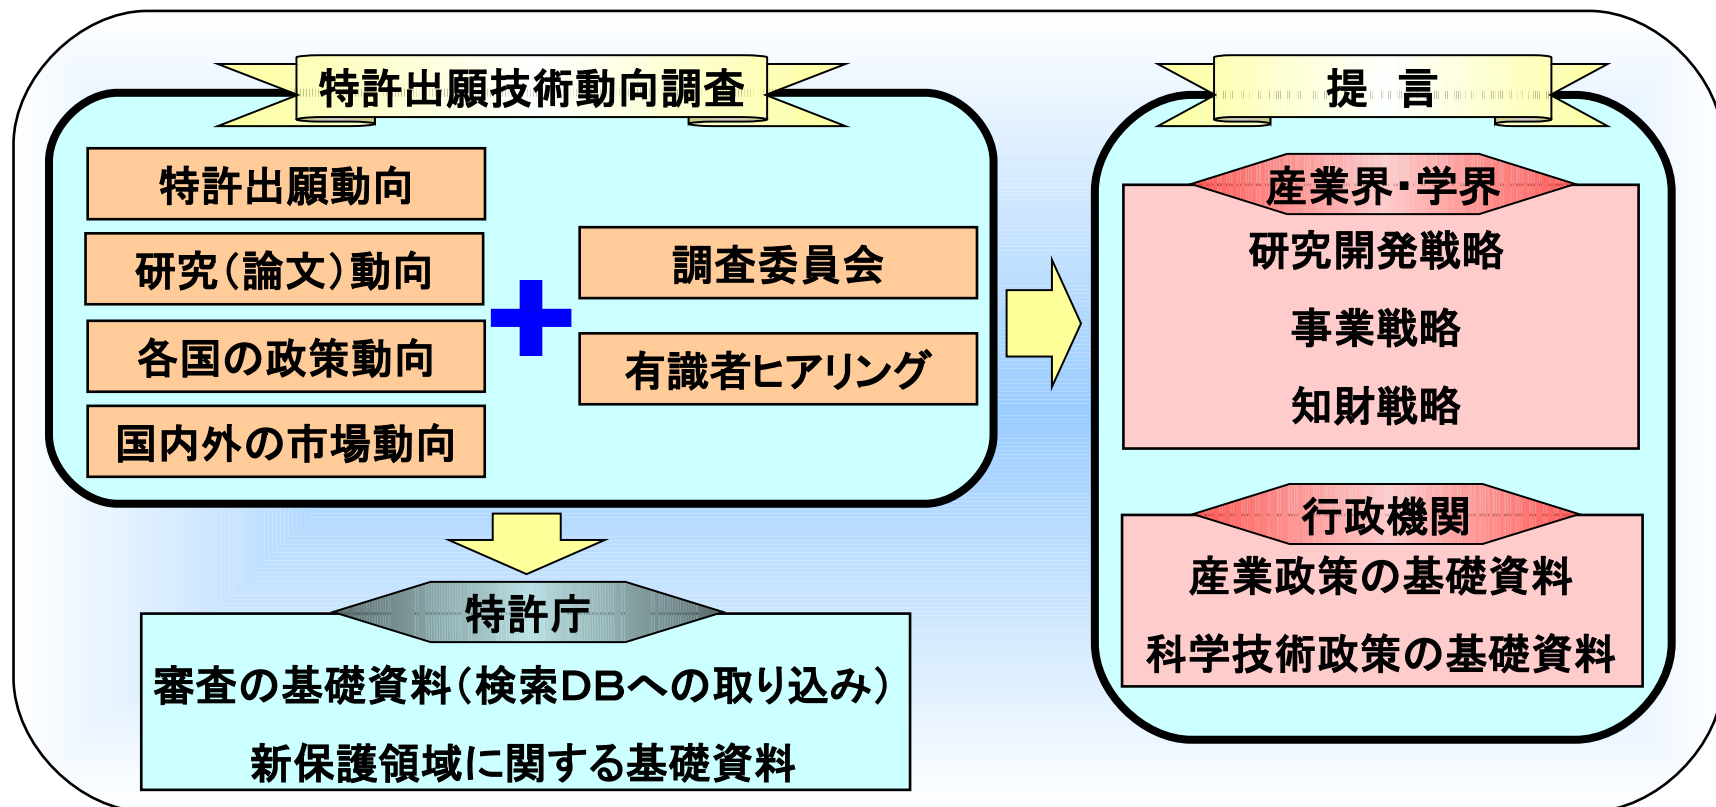 特許出願技術動向調査
特許出願動向
研究(論文)動向
各国の政策動向
国内外の市場動向
調査委員会
有識者ヒアリング
提 言
産業界・学界
研究開発戦略
事業戦略
知財戦略
行政機関
産業政策の基礎資料
科学技術政策の基礎資料
特許庁
審査の基礎資料(検索DBへの取り込み)
新保護領域に関する基礎資料